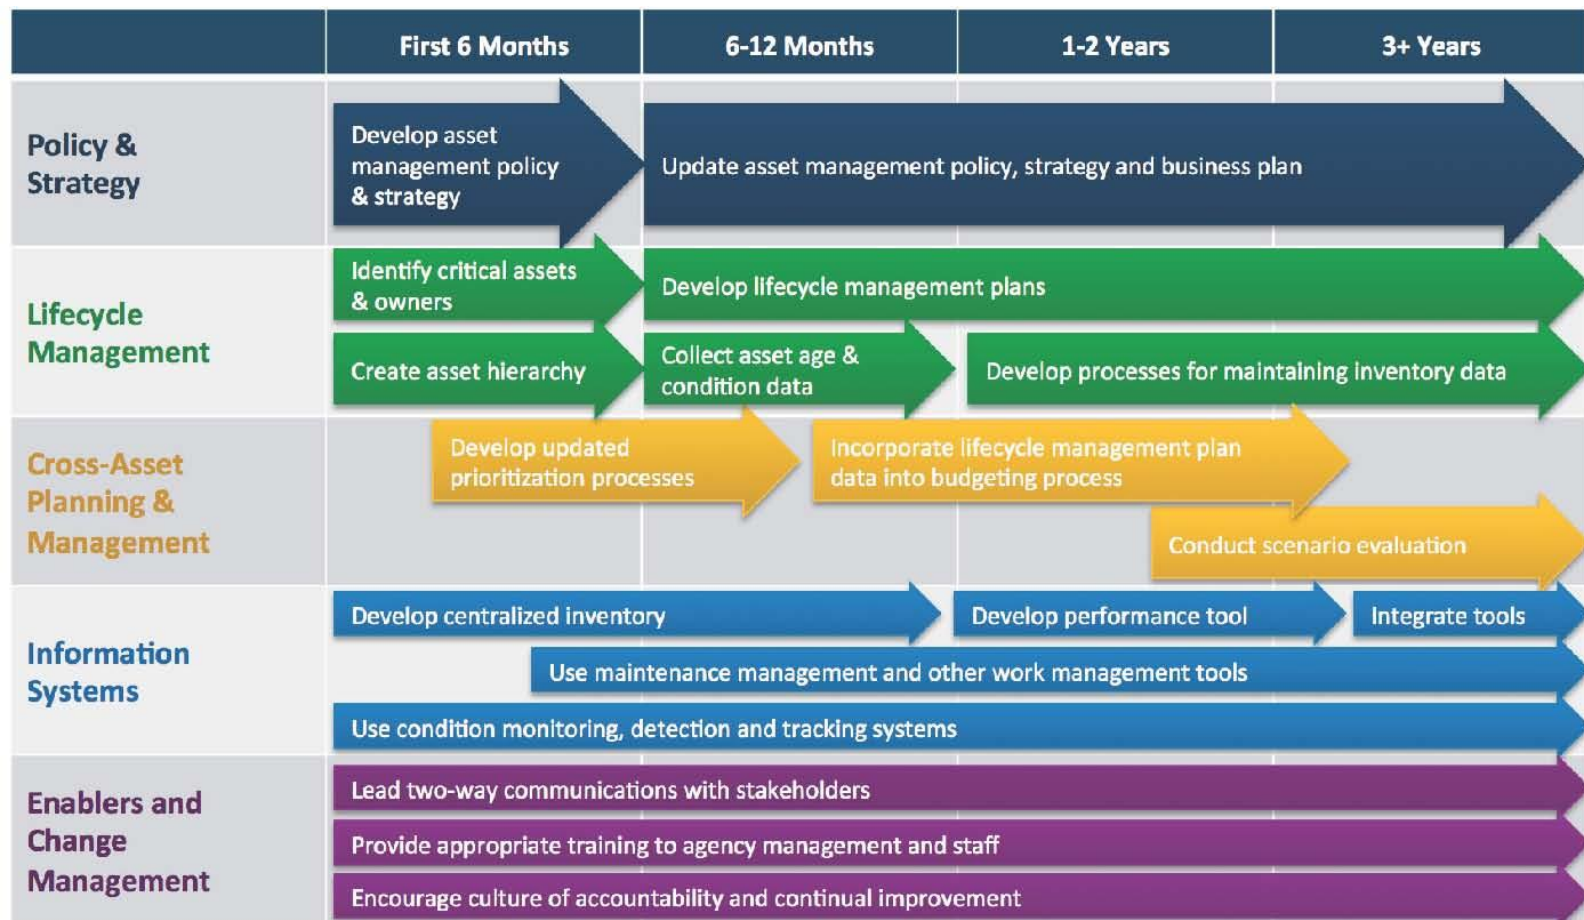 First 6 Months
6-12 Months
1-2 Years
3+ Years
Policy &
Strategy
Develop asset
management policy
& strategy
Update asset management policy, strategy and business plan
Lifecycle
Management
Identify critical assets
& owners
Develop lifecycle management plans
Create asset hierarchy
Collect asset age &
condition data
Develop processes for maintaining inventory data
Cross-Asset
Planning &
Management
Develop updated
prioritization processes
Incorporate lifecycle management plan
data into budgeting process
Conduct scenario evaluation
Information
Systems
Develop centralized inventory
Develop performance tool
Integrate tools
Use maintenance management and other work management tools
Use condition monitoring, detection and tracking systems
Enablers and
Change
Management
Lead two-way communications with stakeholders
Provide appropriate training to agency management and staff
Encourage culture of accountability and continual improvement